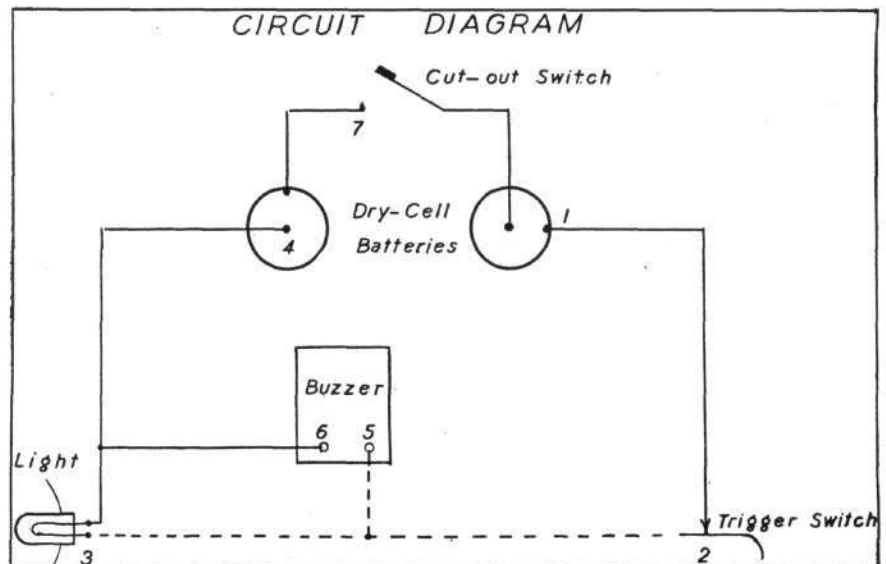 CIRCUIT DIAGRAM
Cut-out Switch
7
Dry-Cell
Batteries
1
4
Buzzer
6 5
Light
Trigger Switch
3
2